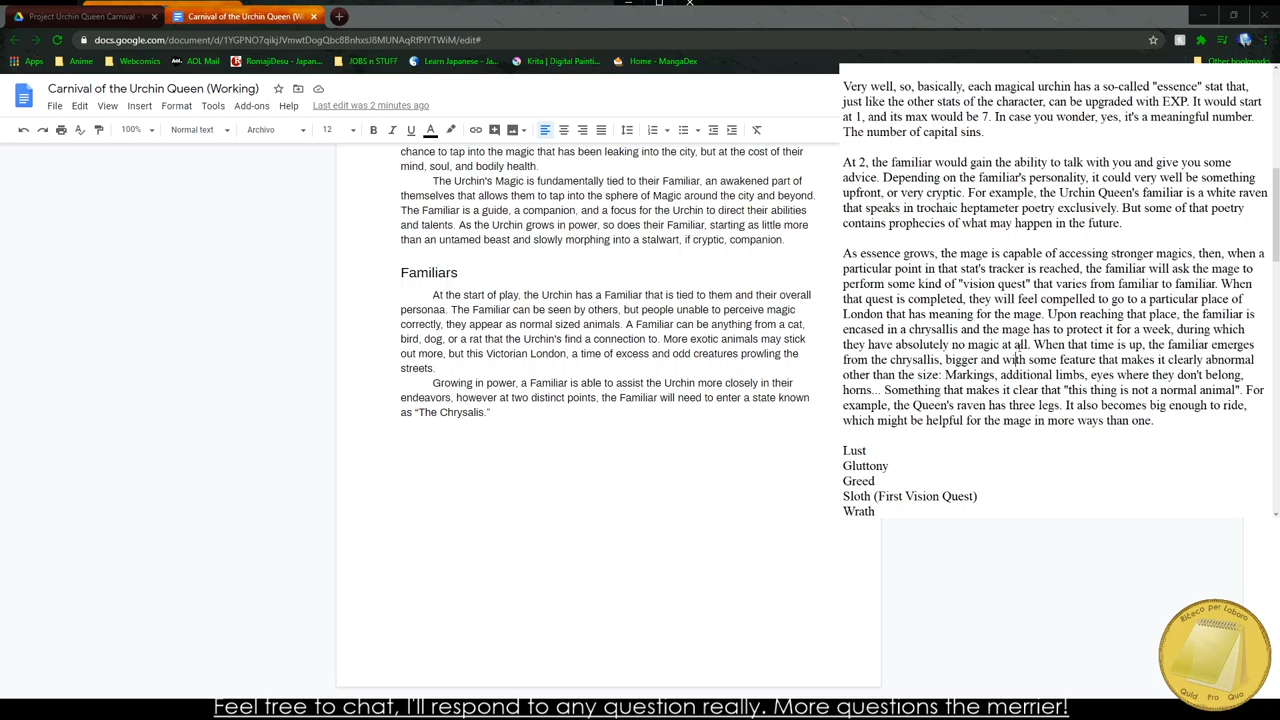 Project Urchin Queen Carnival -
Carnival of the Urchin Queen (W
docs.google.com/document/d/1YGPNO7qikjJVmwtDogQbc8BnhxsJ8MUNAqRfPlYTWiM/edit#
Apps
Anime
Webcomics
AOL Mail
RomajiDesu - Japan...
JOBS n STUFF
Learn Japanese - Ja...
Krita | Digital Painti...
Home - MangaDex
Other bookmarks
Carnival of the Urchin Queen (Working)
File Edit View Insert Format Tools Add-ons Help Last edit was 2 minutes ago
100% Normal text Archivo 12 B I U A
chance to tap into the magic that has been leaking into the city, but at the cost of their
mind, soul, and bodily health.
The Urchin's Magic is fundamentally tied to their Familiar, an awakened part of
themselves that allows them to tap into the sphere of Magic around the city and beyond.
The Familiar is a guide, a companion, and a focus for the Urchin to direct their abilities
and talents. As the Urchin grows in power, so does their Familiar, starting as little more
than an untamed beast and slowly morphing into a stalwart, if cryptic, companion.
Familiars
At the start of play, the Urchin has a Familiar that is tied to them and their overall
personaa. The Familiar can be seen by others, but people unable to perceive magic
correctly, they appear as normal sized animals. A Familiar can be anything from a cat,
bird, dog, or a rat that the Urchin's find a connection to. More exotic animals may stick
out more, but this Victorian London, a time of excess and odd creatures prowling the
streets.
Growing in power, a Familiar is able to assist the Urchin more closely in their
endeavors, however at two distinct points, the Familiar will need to enter a state known
as “The Chrysalis.”
Very well, so, basically, each magical urchin has a so-called "essence" stat that,
just like the other stats of the character, can be upgraded with EXP. It would start
at 1, and its max would be 7. In case you wonder, yes, it's a meaningful number.
The number of capital sins.
At 2, the familiar would gain the ability to talk with you and give you some
advice. Depending on the familiar's personality, it could very well be something
upfront, or very cryptic. For example, the Urchin Queen's familiar is a white raven
that speaks in trochaic heptameter poetry exclusively. But some of that poetry
contains prophecies of what may happen in the future.
As essence grows, the mage is capable of accessing stronger magics, then, when a
particular point in that stat's tracker is reached, the familiar will ask the mage to
perform some kind of "vision quest" that varies from familiar to familiar. When
that quest is completed, they will feel compelled to go to a particular place of
London that has meaning for the mage. Upon reaching that place, the familiar is
encased in a chrysallis and the mage has to protect it for a week, during which
they have absolutely no magic at all. When that time is up, the familiar emerges
from the chrysallis, bigger and with some feature that makes it clearly abnormal
other than the size: Markings, additional limbs, eyes where they don't belong,
horns... Something that makes it clear that "this thing is not a normal animal". For
example, the Queen's raven has three legs. It also becomes big enough to ride,
which might be helpful for the mage in more ways than one.
Lust
Gluttony
Greed
Sloth (First Vision Quest)
Wrath
Quid Pro Quo
Feel free to chat, I'll respond to any question really. More questions the merrier!